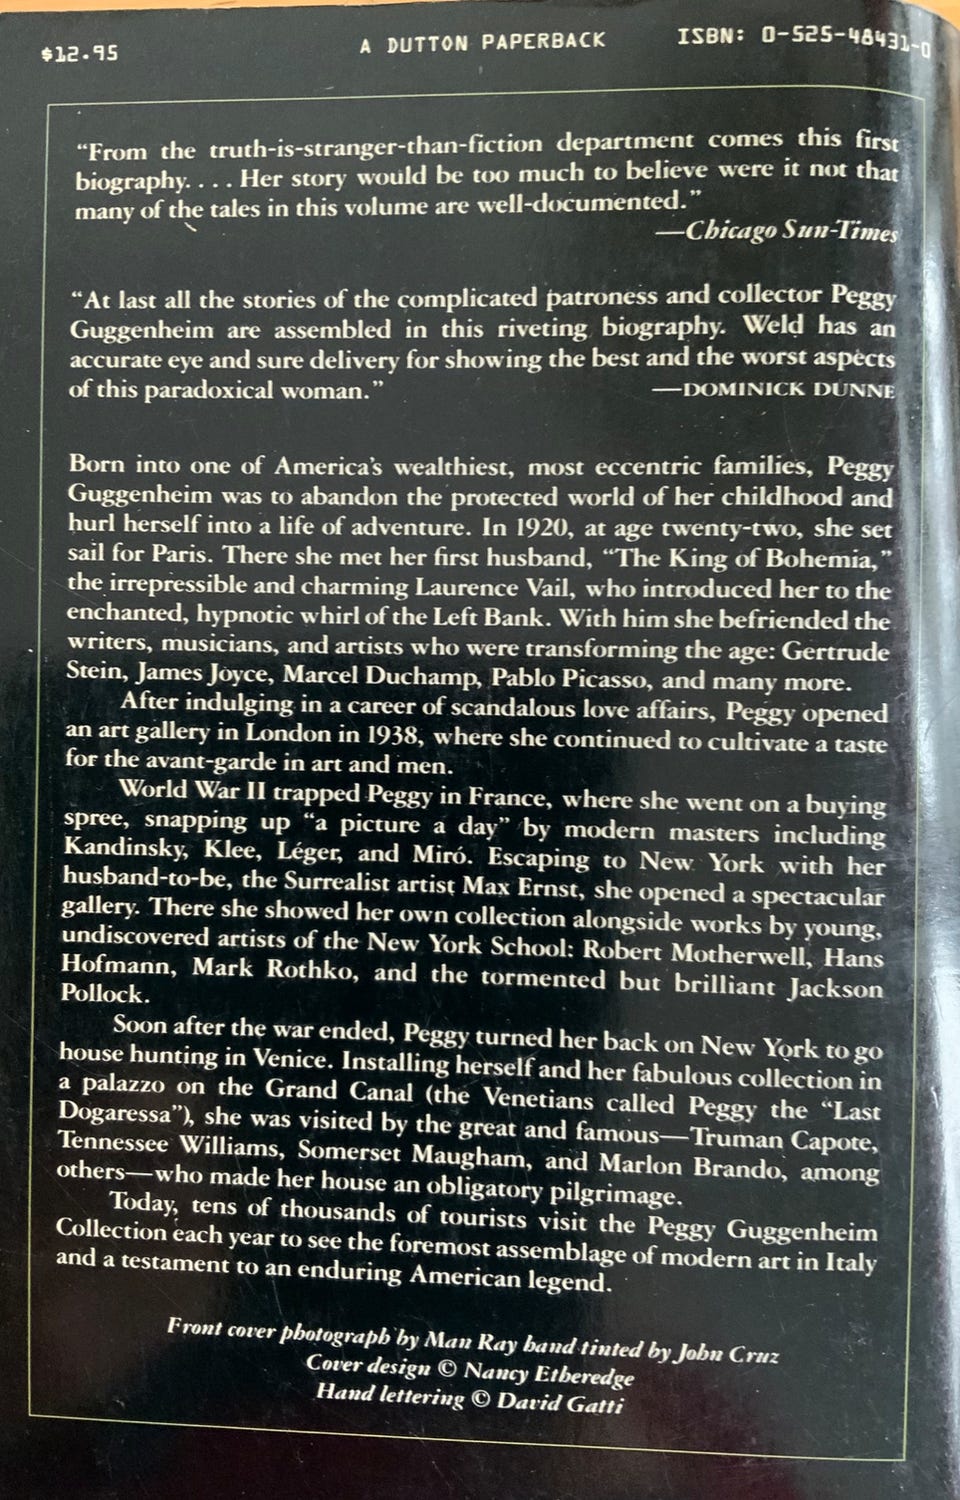 $12.95
A DUTTON PAPERBACK
ISBN: 0-525-48431-0
“From the truth-is-stranger-than-fiction department comes this first
biography. . . . Her story would be too much to believe were it not that
many of the tales in this volume are well-documented.”
—Chicago Sun-Times
“At last all the stories of the complicated patroness and collector Peggy
Guggenheim are assembled in this riveting biography. Weld has an
accurate eye and sure delivery for showing the best and the worst aspects
of this paradoxical woman.”
—DOMINICK DUNNE
Born into one of America’s wealthiest, most eccentric families, Peggy
Guggenheim was to abandon the protected world of her childhood and
hurl herself into a life of adventure. In 1920, at age twenty-two, she set
sail for Paris. There she met her first husband, “The King of Bohemia,”
the irrepressible and charming Laurence Vail, who introduced her to the
enchanted, hypnotic whirl of the Left Bank. With him she befriended the
writers, musicians, and artists who were transforming the age: Gertrude
Stein, James Joyce, Marcel Duchamp, Pablo Picasso, and many more.
After indulging in a career of scandalous love affairs, Peggy opened
an art gallery in London in 1938, where she continued to cultivate a taste
for the avant-garde in art and men.
World War II trapped Peggy in France, where she went on a buying
spree, snapping up “a picture a day” by modern masters including
Kandinsky, Klee, Léger, and Miró. Escaping to New York with her
husband-to-be, the Surrealist artist Max Ernst, she opened a spectacular
gallery. There she showed her own collection alongside works by young,
undiscovered artists of the New York School: Robert Motherwell, Hans
Hofmann, Mark Rothko, and the tormented but brilliant Jackson
Pollock.
Soon after the war ended, Peggy turned her back on New York to go
house hunting in Venice. Installing herself and her fabulous collection in
a palazzo on the Grand Canal (the Venetians called Peggy the “Last
Dogaressa”), she was visited by the great and famous—Truman Capote,
Tennessee Williams, Somerset Maugham, and Marlon Brando, among
others—who made her house an obligatory pilgrimage.
Today, tens of thousands of tourists visit the Peggy Guggenheim
Collection each year to see the foremost assemblage of modern art in Italy
and a testament to an enduring American legend.
Front cover photograph by Man Ray hand tinted by John Cruz
Cover design © Nancy Etheredge
Hand lettering © David Gatti